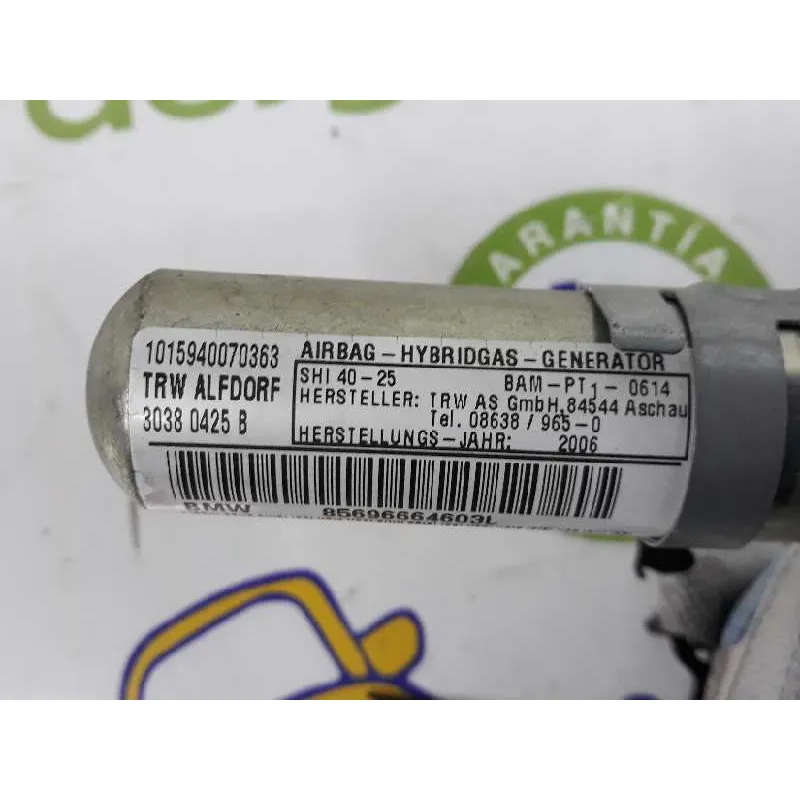 GARANTÍA
1015940070363
TRW ALFDORF
3038 0425 B
AIRBAG-HYBRIDGAS-GENERATOR
SHI 40-25 BAM-PT1-0614
HERSTELLER: TRW AS GmbH, 84544 Aschau
Tel. 08638 / 965-0
HERSTELLUNGS-JAHR: 2006
BMW 85696664603L